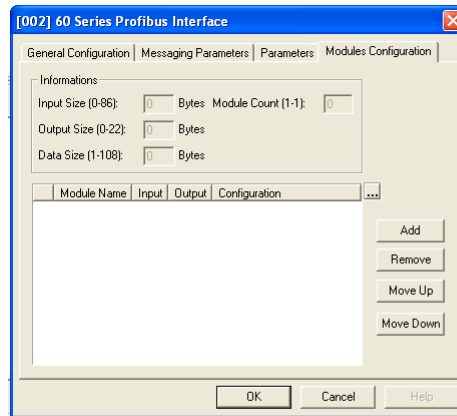 [002] 60 Series Profibus Interface
General Configuration Messaging Parameters Parameters Modules Configuration
Informations
Input Size (0-86): 0 Bytes Module Count (1-1): 0
Output Size (0-22): 0 Bytes
Data Size (1-108): 0 Bytes
Module Name Input Output Configuration ...
Add
Remove
Move Up
Move Down
OK Cancel Help